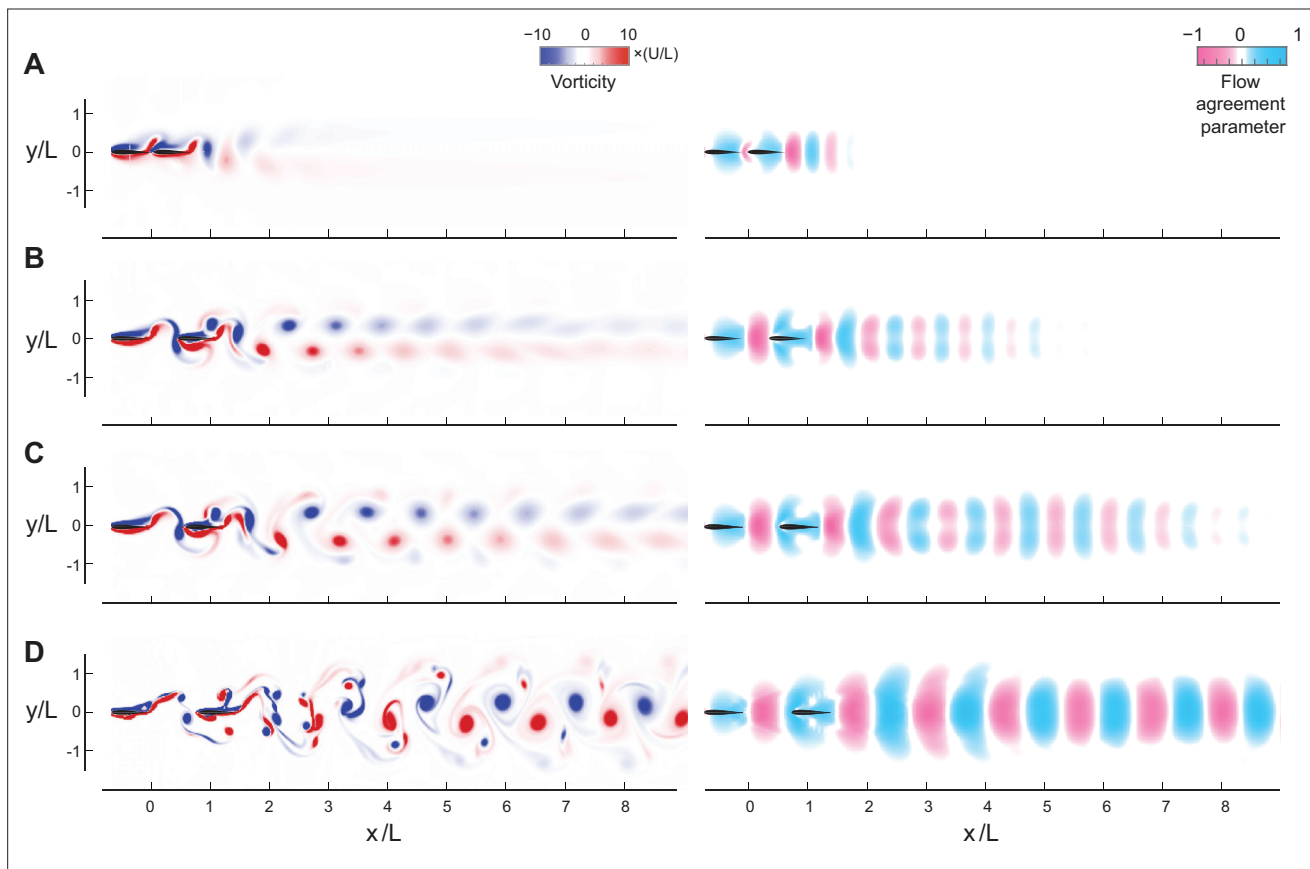 −10 0 10
×(U/L)
Vorticity
−1 0 1
Flow
agreement
parameter
A
1
y/L 0
-1
B
1
y/L 0
-1
C
1
y/L 0
-1
D
1
y/L 0
-1
0 1 2 3 4 5 6 7 8
x/L
0 1 2 3 4 5 6 7 8
x/L